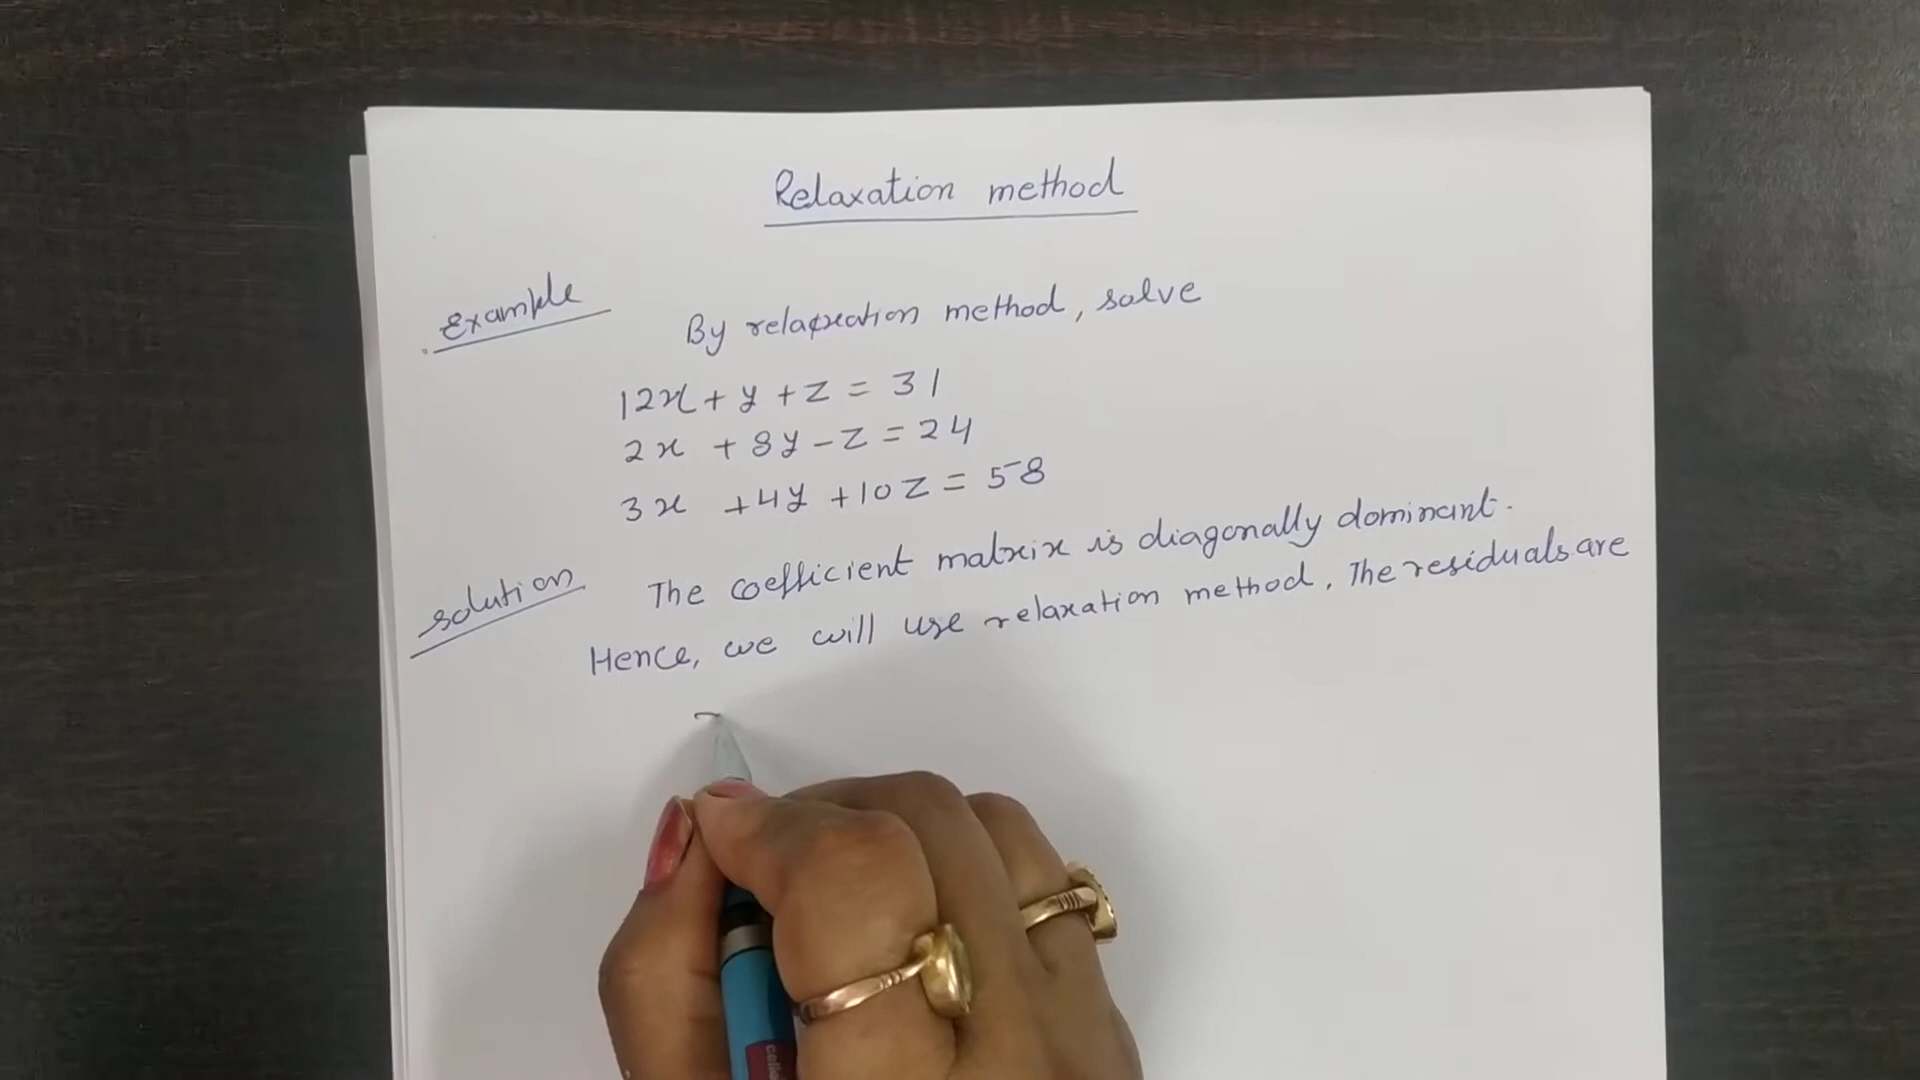 Relaxation method
Example By relaxation method, solve
12x + y + z = 31
2x + 8y - z = 24
3x + 4y + 10z = 58
Solution The coefficient matrix is diagonally dominant.
Hence, we will use relaxation method. The residuals are
cello